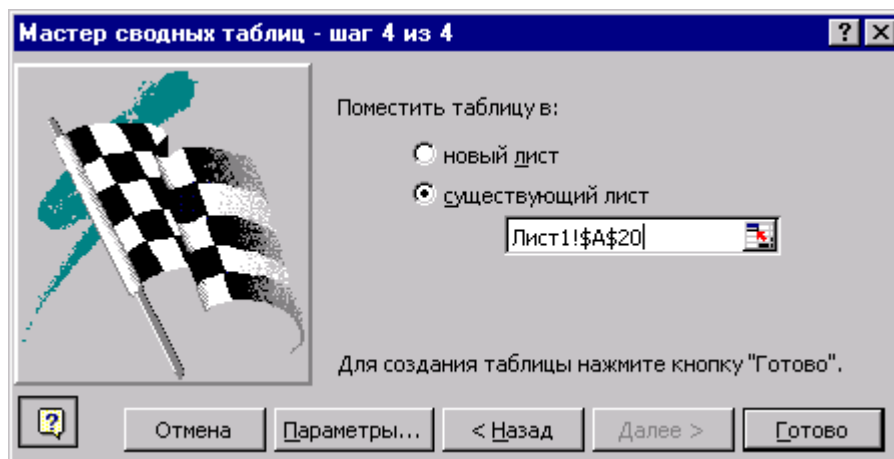 Мастер сводных таблиц - шаг 4 из 4
Поместить таблицу в:
новый лист
существующий лист
Лист1!$A$20
Для создания таблицы нажмите кнопку "Готово".
Отмена
Параметры...
< Назад
Далее >
Готово